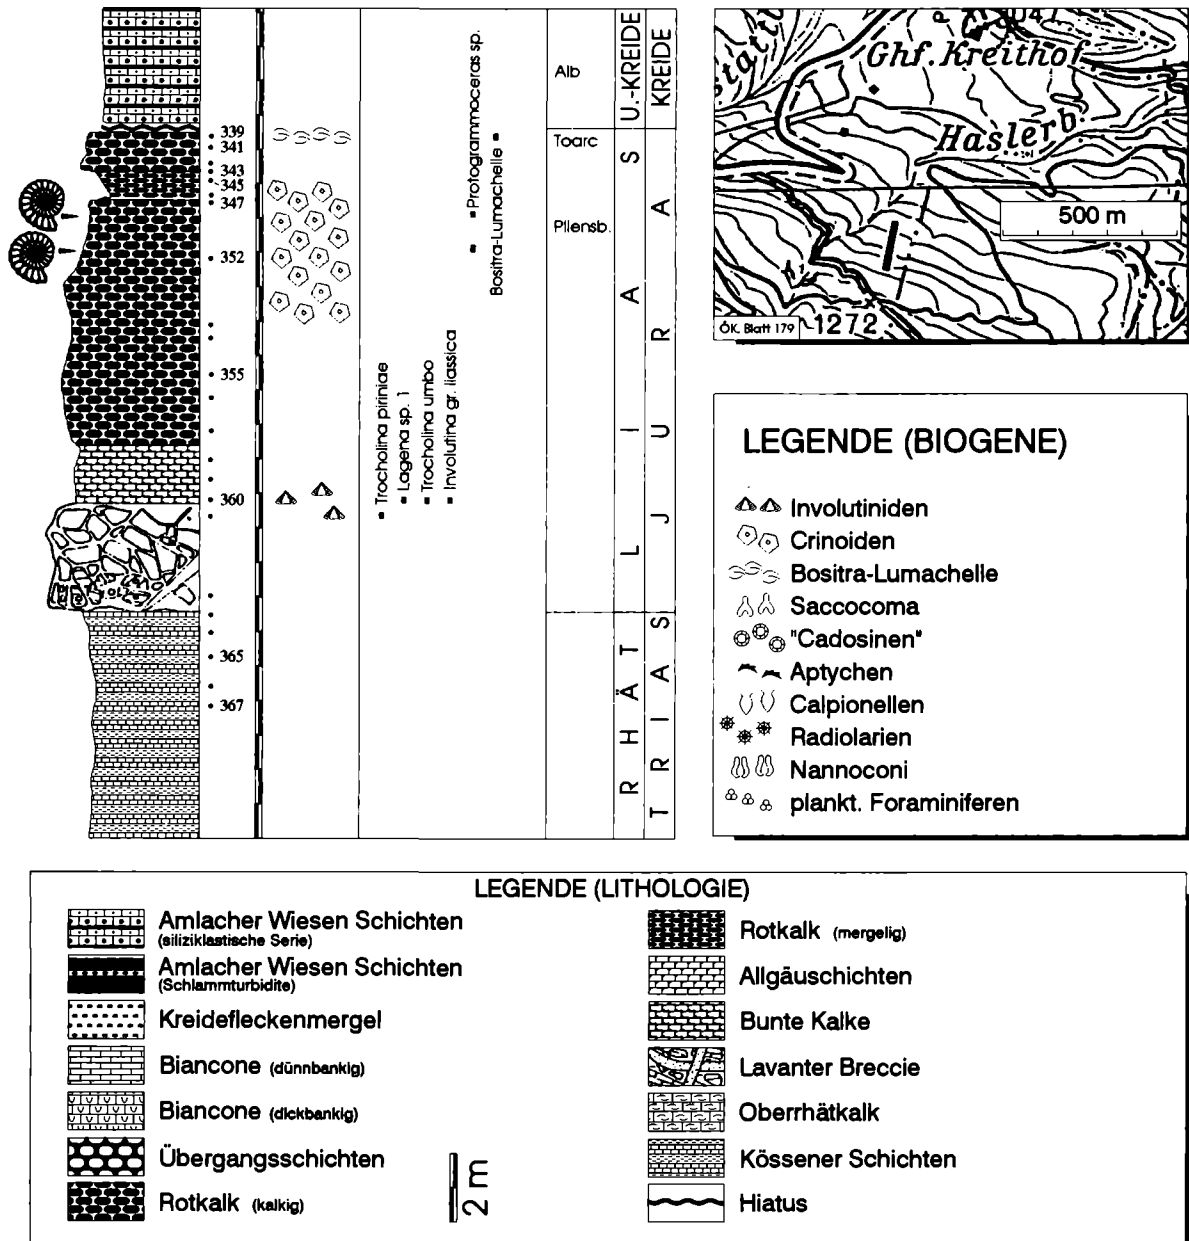 339
341
343
345
347
352
355
360
365
367
Trocholina piriniae
Lagena sp. 1
Trocholina umbo
Involutina gr. liassica
Protogrammoceras sp.
Bositra-Lumachelle
Alb
Toarc
Pliensb.
U.-KREIDE
KREIDE
LIAS
JURA
RHÄT
TRIAS
Ghf. Kreithof
Haslerb.
500 m
ÖK. Blatt 179
1272
LEGENDE (BIOGENE)
Involutiniden
Crinoiden
Bositra-Lumachelle
Saccocoma
"Cadosinen"
Aptychen
Calpionellen
Radiolarien
Nannoconi
plankt. Foraminiferen
LEGENDE (LITHOLOGIE)
Amlacher Wiesen Schichten
(siliziklastische Serie)
Amlacher Wiesen Schichten
(Schlammturbidite)
Kreidefleckenmergel
Biancone (dünnbankig)
Biancone (dickbankig)
Übergangsschichten
Rotkalk (kalkig)
2 m
Rotkalk (mergelig)
Allgäuschichten
Bunte Kalke
Lavanter Breccie
Oberrhätkalk
Kössener Schichten
Hiatus